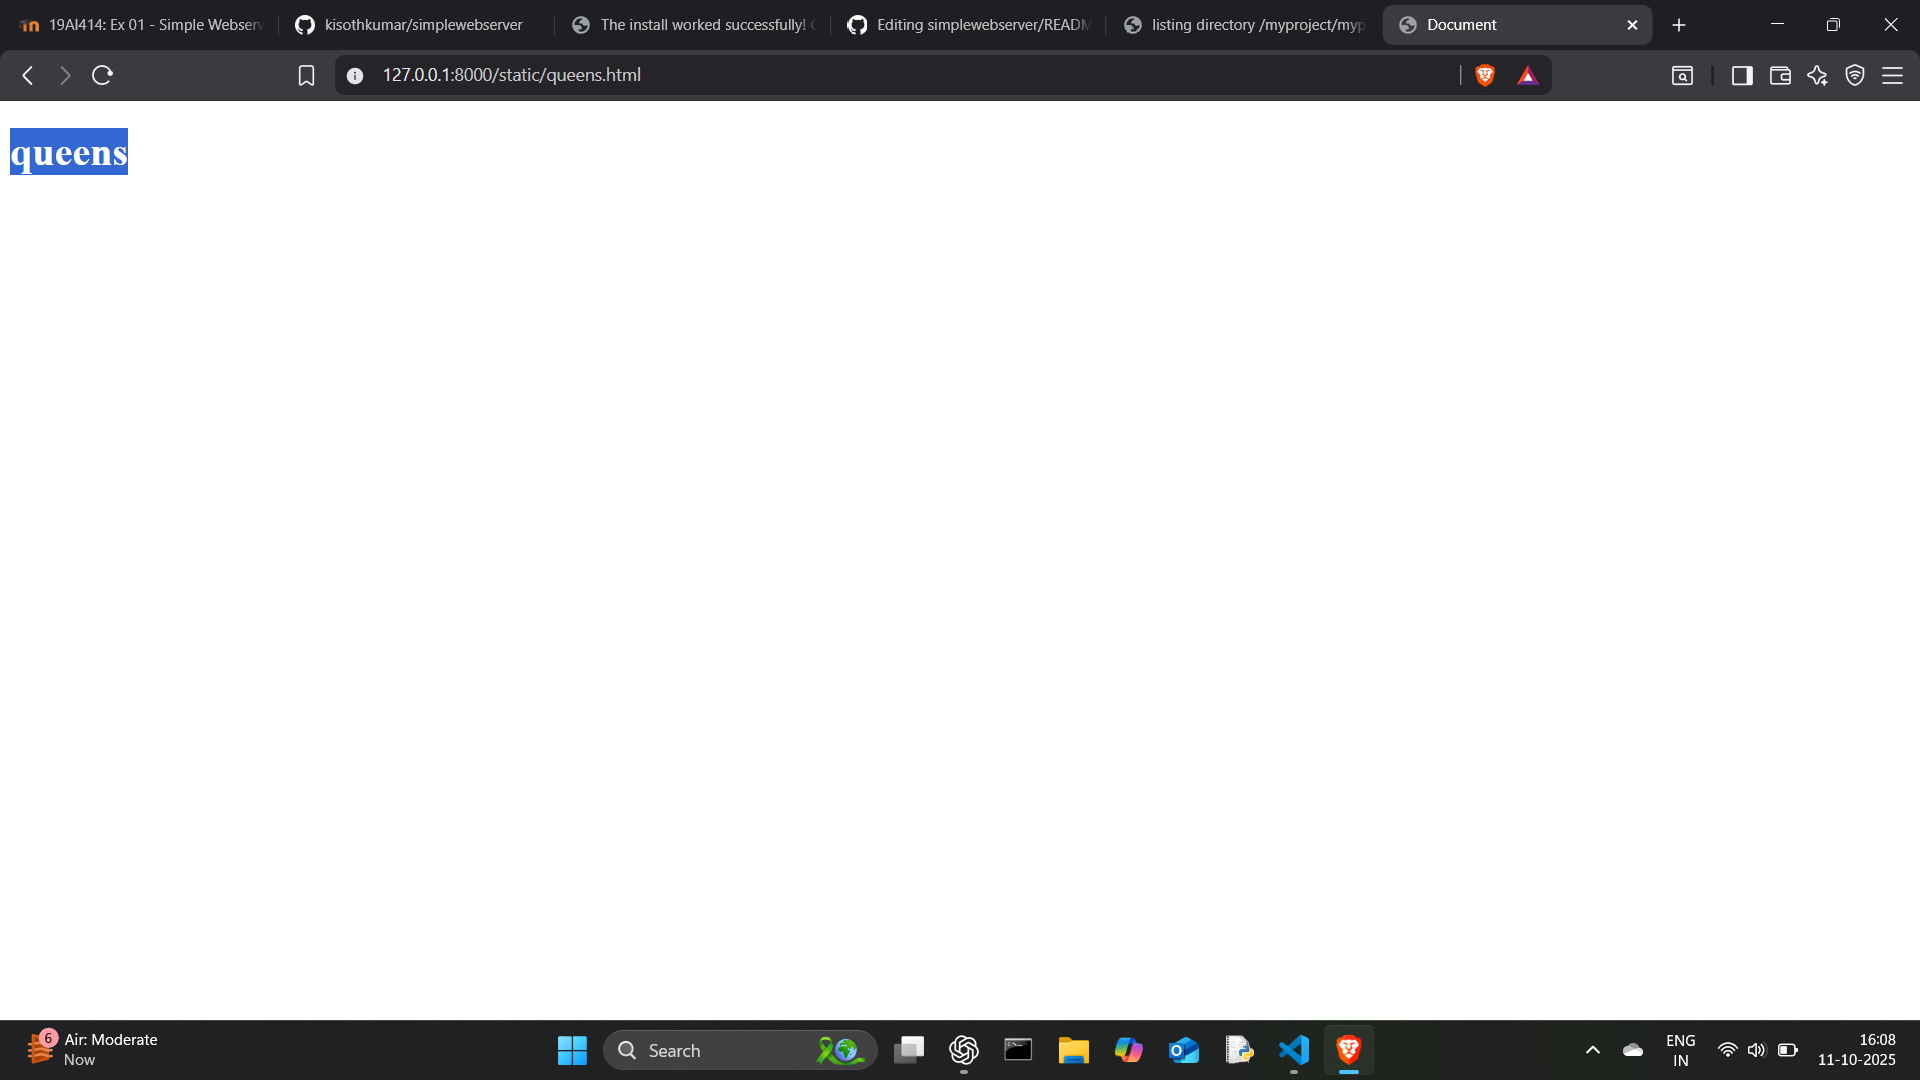 19AI414: Ex 01 - Simple Webserv
kisothkumar/simplewebserver
The install worked successfully!
Editing simplewebserver/READM
listing directory /myproject/myp
Document
127.0.0.1:8000/static/queens.html
queens
6
Air: Moderate
Now
Search
ENG
IN
16:08
11-10-2025